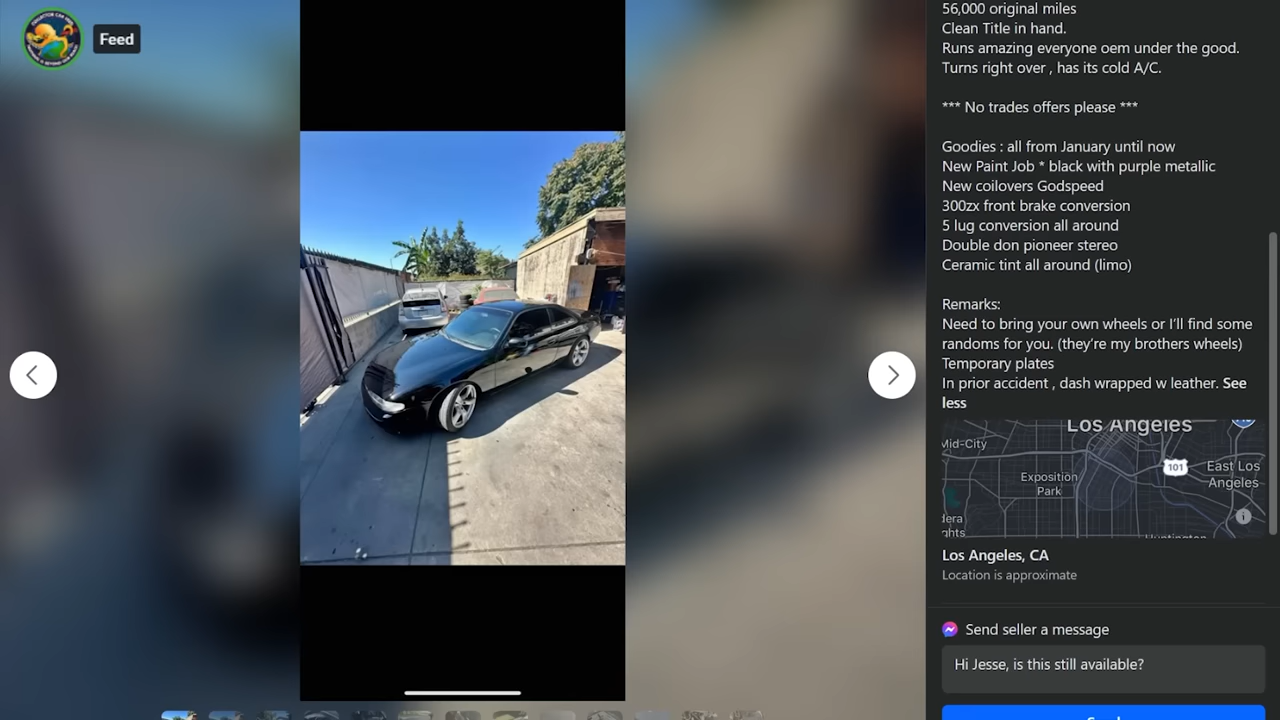 Feed
56,000 original miles
Clean Title in hand.
Runs amazing everyone oem under the good.
Turns right over , has its cold A/C.
*** No trades offers please ***
Goodies : all from January until now
New Paint Job * black with purple metallic
New coilovers Godspeed
300zx front brake conversion
5 lug conversion all around
Double don pioneer stereo
Ceramic tint all around (limo)
Remarks:
Need to bring your own wheels or I’ll find some
randoms for you. (they’re my brothers wheels)
Temporary plates
In prior accident , dash wrapped w leather. See
less
Los Angeles
Mid-City
101
East Los
Angeles
Exposition
Park
Los Angeles, CA
Location is approximate
Send seller a message
Hi Jesse, is this still available?